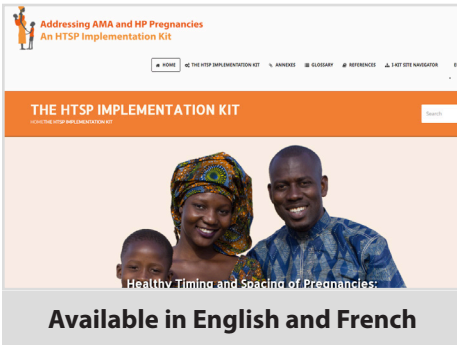 Addressing AMA and HP Pregnancies
An HTSP Implementation Kit
HOME THE HTSP IMPLEMENTATION KIT ANNEXES GLOSSARY REFERENCES I-KIT SITE NAVIGATOR
THE HTSP IMPLEMENTATION KIT
HOME THE HTSP IMPLEMENTATION KIT
Search
Healthy Timing and Spacing of Pregnancies:
Available in English and French